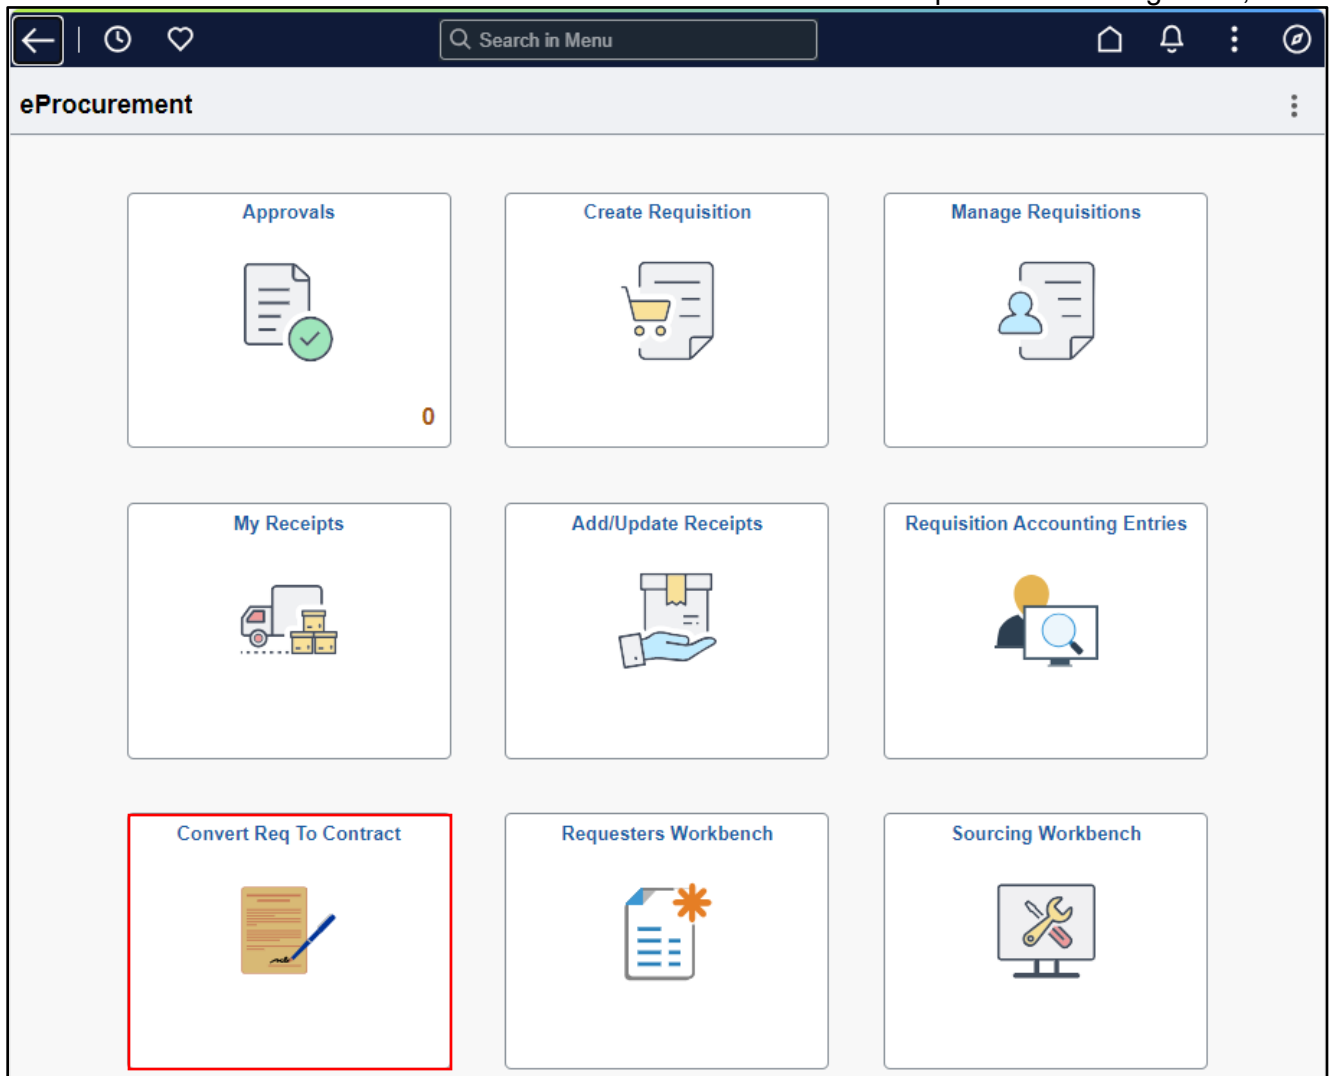 Search in Menu
eProcurement
Approvals
Create Requisition
Manage Requisitions
0
My Receipts
Add/Update Receipts
Requisition Accounting Entries
Convert Req To Contract
Requesters Workbench
Sourcing Workbench